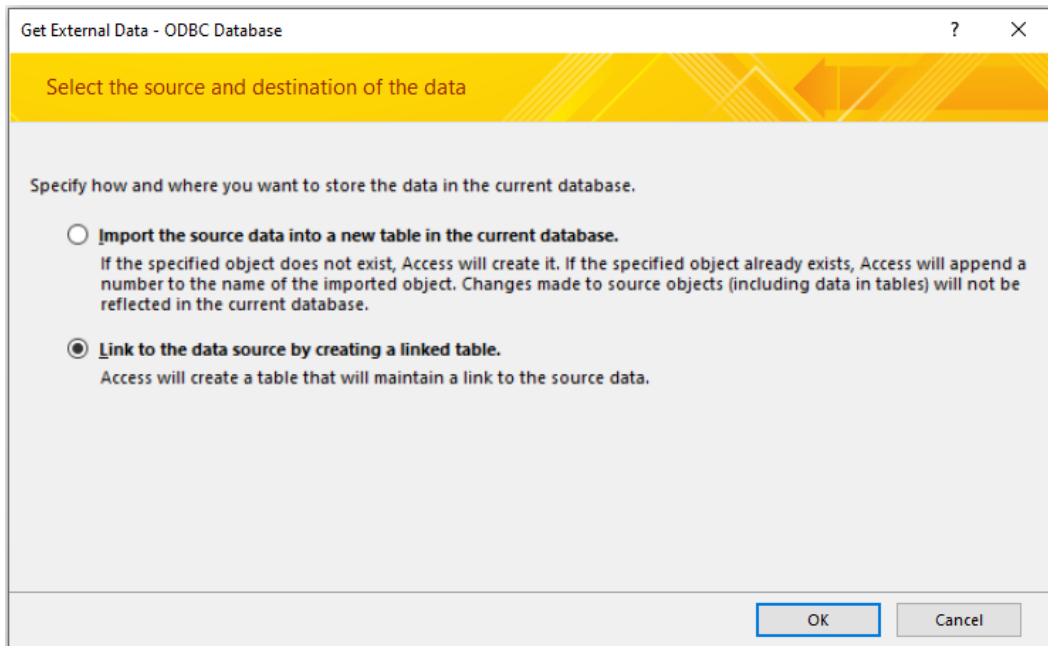 Get External Data - ODBC Database
?
Select the source and destination of the data
Specify how and where you want to store the data in the current database.
Import the source data into a new table in the current database.
If the specified object does not exist, Access will create it. If the specified object already exists, Access will append a
number to the name of the imported object. Changes made to source objects (including data in tables) will not be
reflected in the current database.
Link to the data source by creating a linked table.
Access will create a table that will maintain a link to the source data.
OK
Cancel